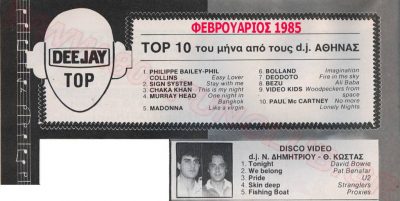 ΦΕΒΡΟΥΑΡΙΟΣ 1985
DEEJAY
TOP
TOP 10 του μήνα από τους d.j. ΑΘΗΝΑΣ
1. PHILIPPE BAILEY-PHIL
COLLINS Easy Lover
2. SIGN SYSTEM Stay with me
3. CHAKA KHAN This is my night
4. MURRAY HEAD One night in
Bangkok
5. MADONNA Like a virgin
6. BOLLAND Imagination
7. DEODOTO Fire in the sky
8. BEZU Ali Baba
9. VIDEO KIDS Woodpeckers from
space
10. PAUL Mc CARTNEY No more
Lonely Nights
DISCO VIDEO
d.j. Ν. ΔΗΜΗΤΡΙΟΥ - Θ. ΚΩΣΤΑΣ
1. Tonight David Bowie
2. We belong Pat Benatar
3. Pride U2
4. Skin deep Stranglers
5. Fishing Boat Proxies